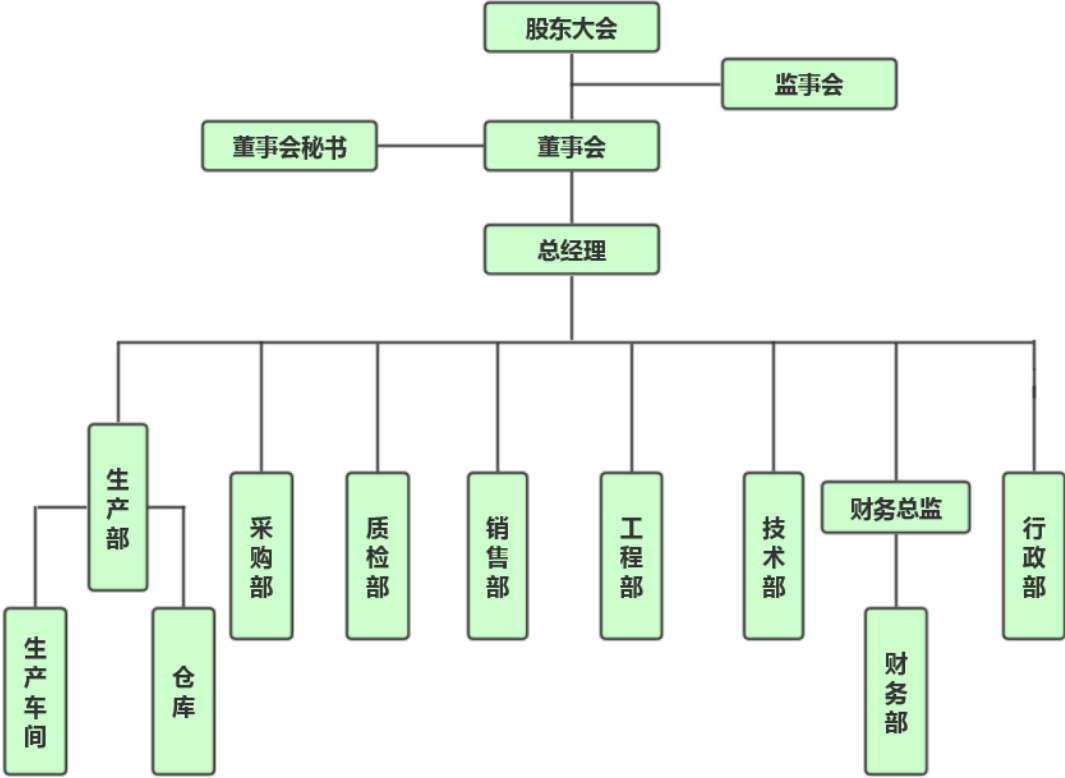 股东大会
监事会
董事会秘书
董事会
总经理
生产部
采购部
质检部
销售部
工程部
技术部
财务总监
行政部
生产车间
仓库
财务部